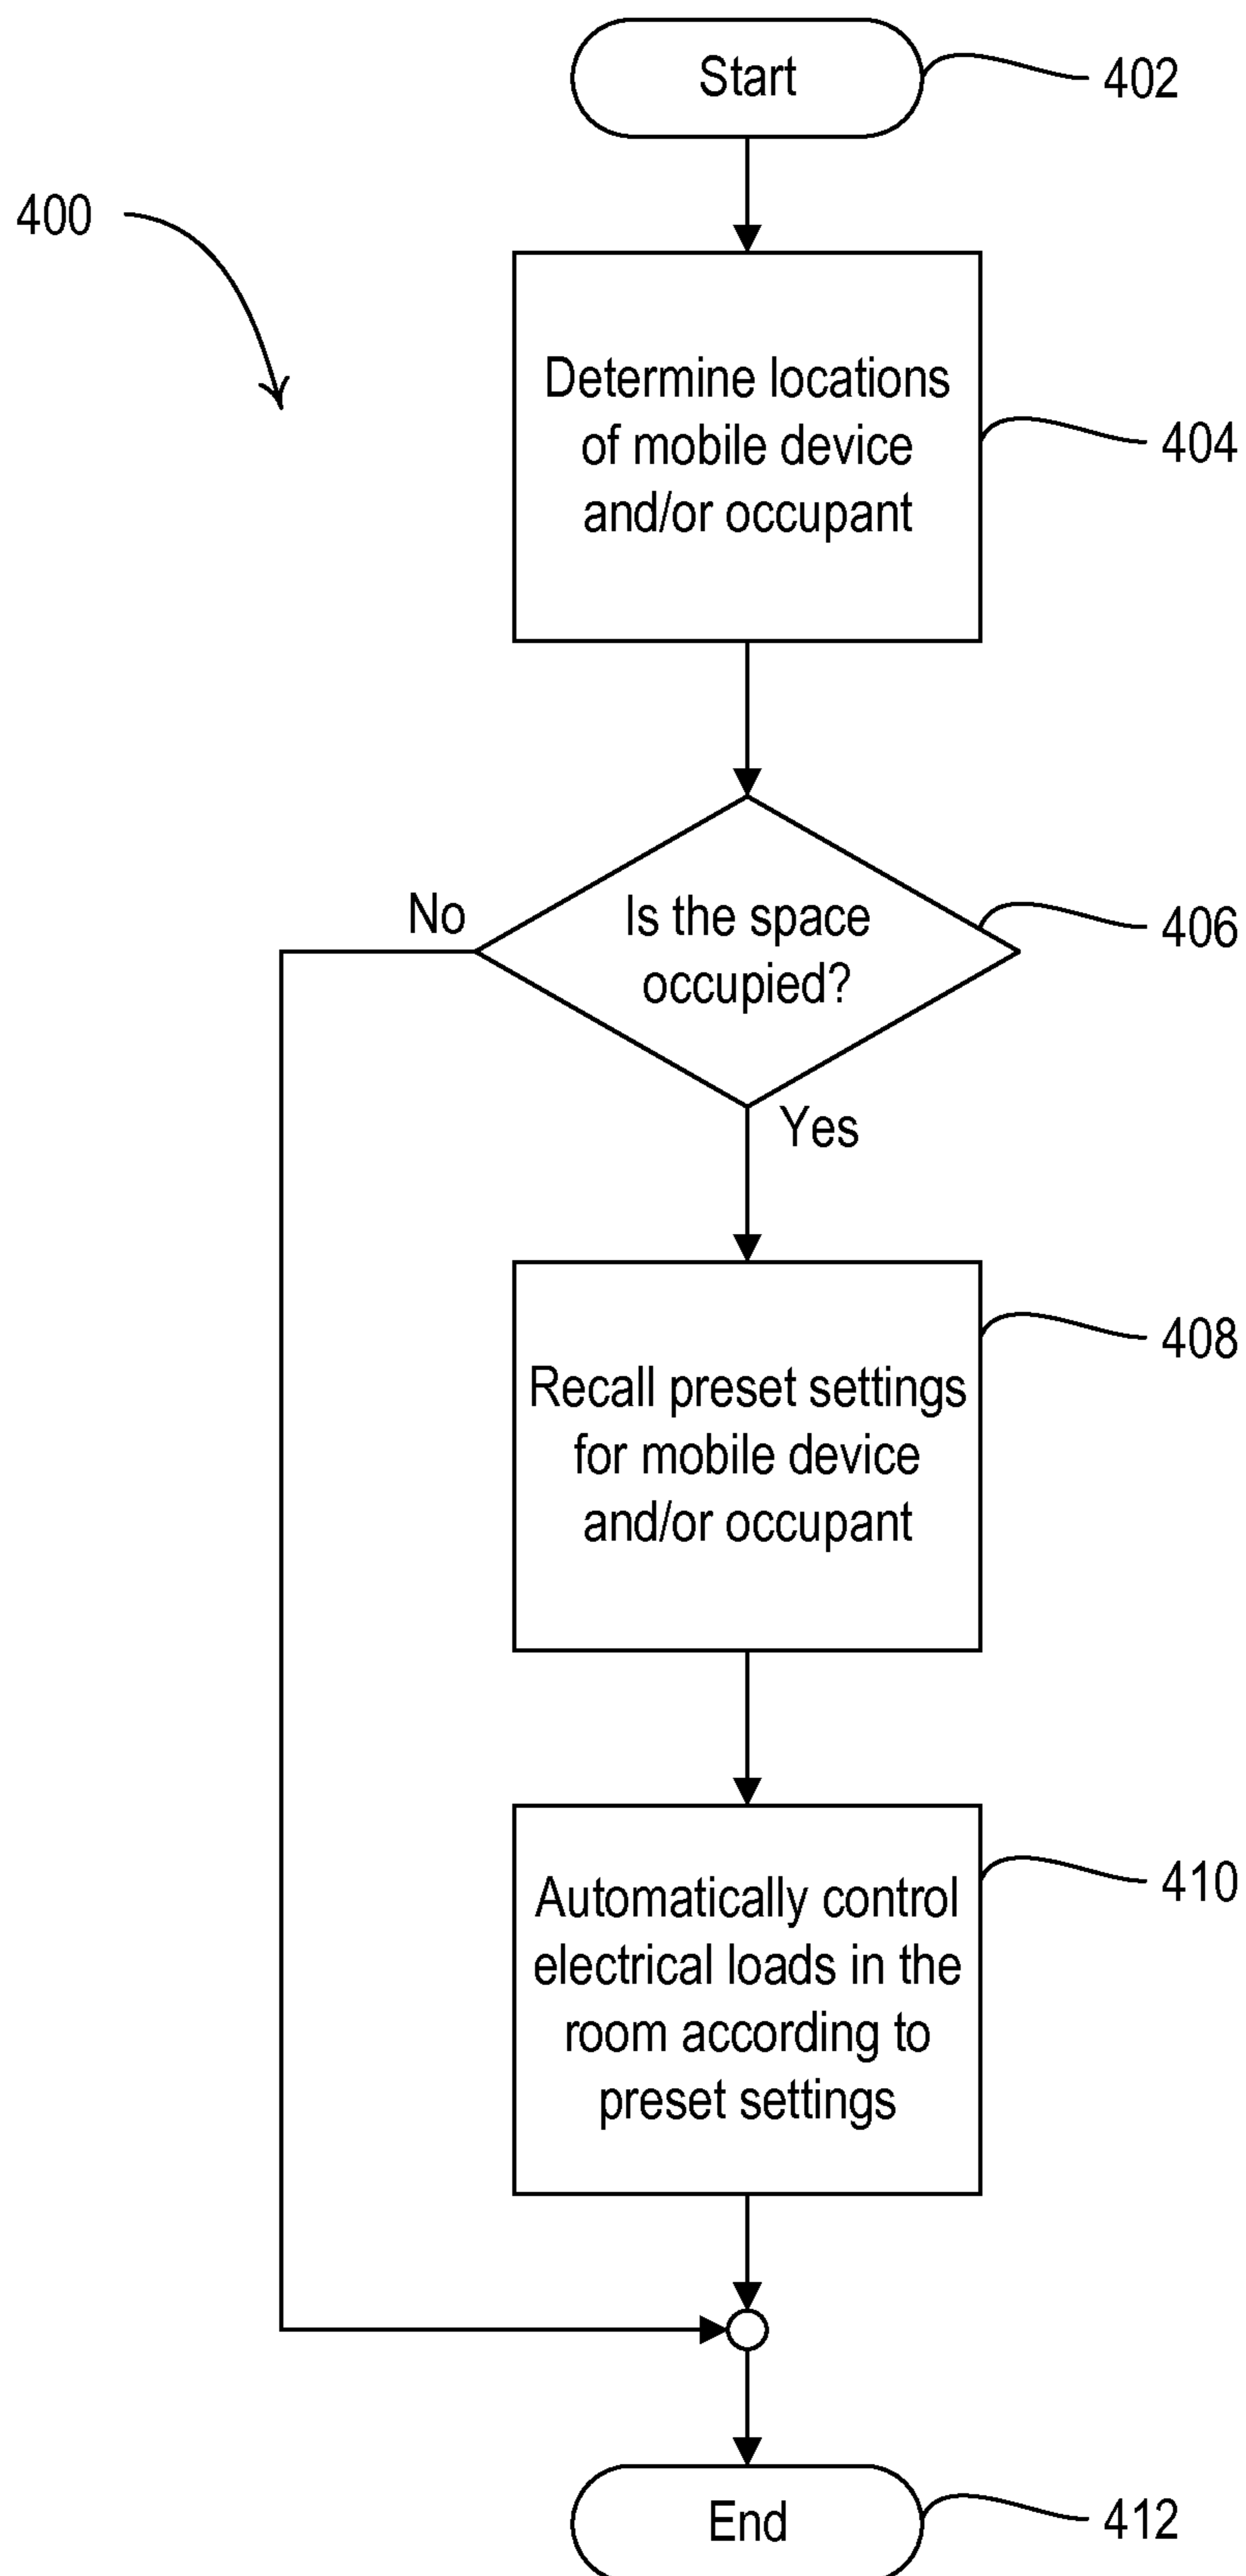 Start
402
400
Determine locations
of mobile device
and/or occupant
404
No
Is the space
occupied?
406
Yes
Recall preset settings
for mobile device
and/or occupant
408
Automatically control
electrical loads in the
room according to
preset settings
410
End
412